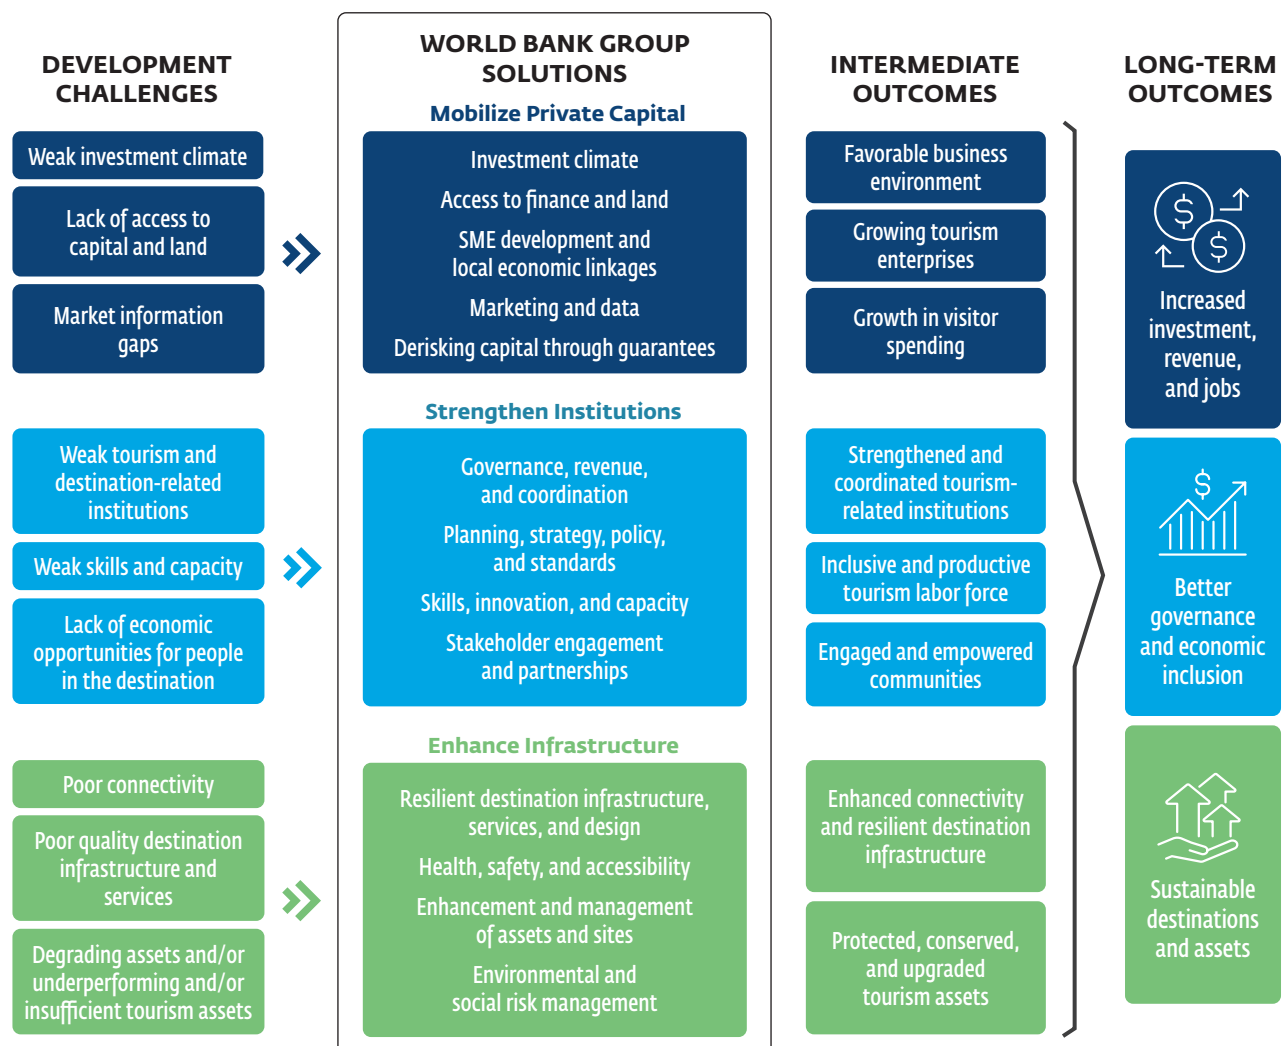 DEVELOPMENT
CHALLENGES
Weak investment climate
Lack of access to
capital and land
Market information
gaps
Weak tourism and
destination-related
institutions
Weak skills and capacity
Lack of economic
opportunities for people
in the destination
Poor connectivity
Poor quality destination
infrastructure and
services
Degrading assets and/or
underperforming and/or
insufficient tourism assets
WORLD BANK GROUP
SOLUTIONS
Mobilize Private Capital
Investment climate
Access to finance and land
SME development and
local economic linkages
Marketing and data
Derisking capital through guarantees
Strengthen Institutions
Governance, revenue,
and coordination
Planning, strategy, policy,
and standards
Skills, innovation, and capacity
Stakeholder engagement
and partnerships
Enhance Infrastructure
Resilient destination infrastructure,
services, and design
Health, safety, and accessibility
Enhancement and management
of assets and sites
Environmental and
social risk management
INTERMEDIATE
OUTCOMES
Favorable business
environment
Growing tourism
enterprises
Growth in visitor
spending
Strengthened and
coordinated tourism-
related institutions
Inclusive and productive
tourism labor force
Engaged and empowered
communities
Enhanced connectivity
and resilient destination
infrastructure
Protected, conserved,
and upgraded
tourism assets
LONG-TERM
OUTCOMES
$
$
Increased
investment,
revenue,
and jobs
$
Better
governance
and economic
inclusion
Sustainable
destinations
and assets